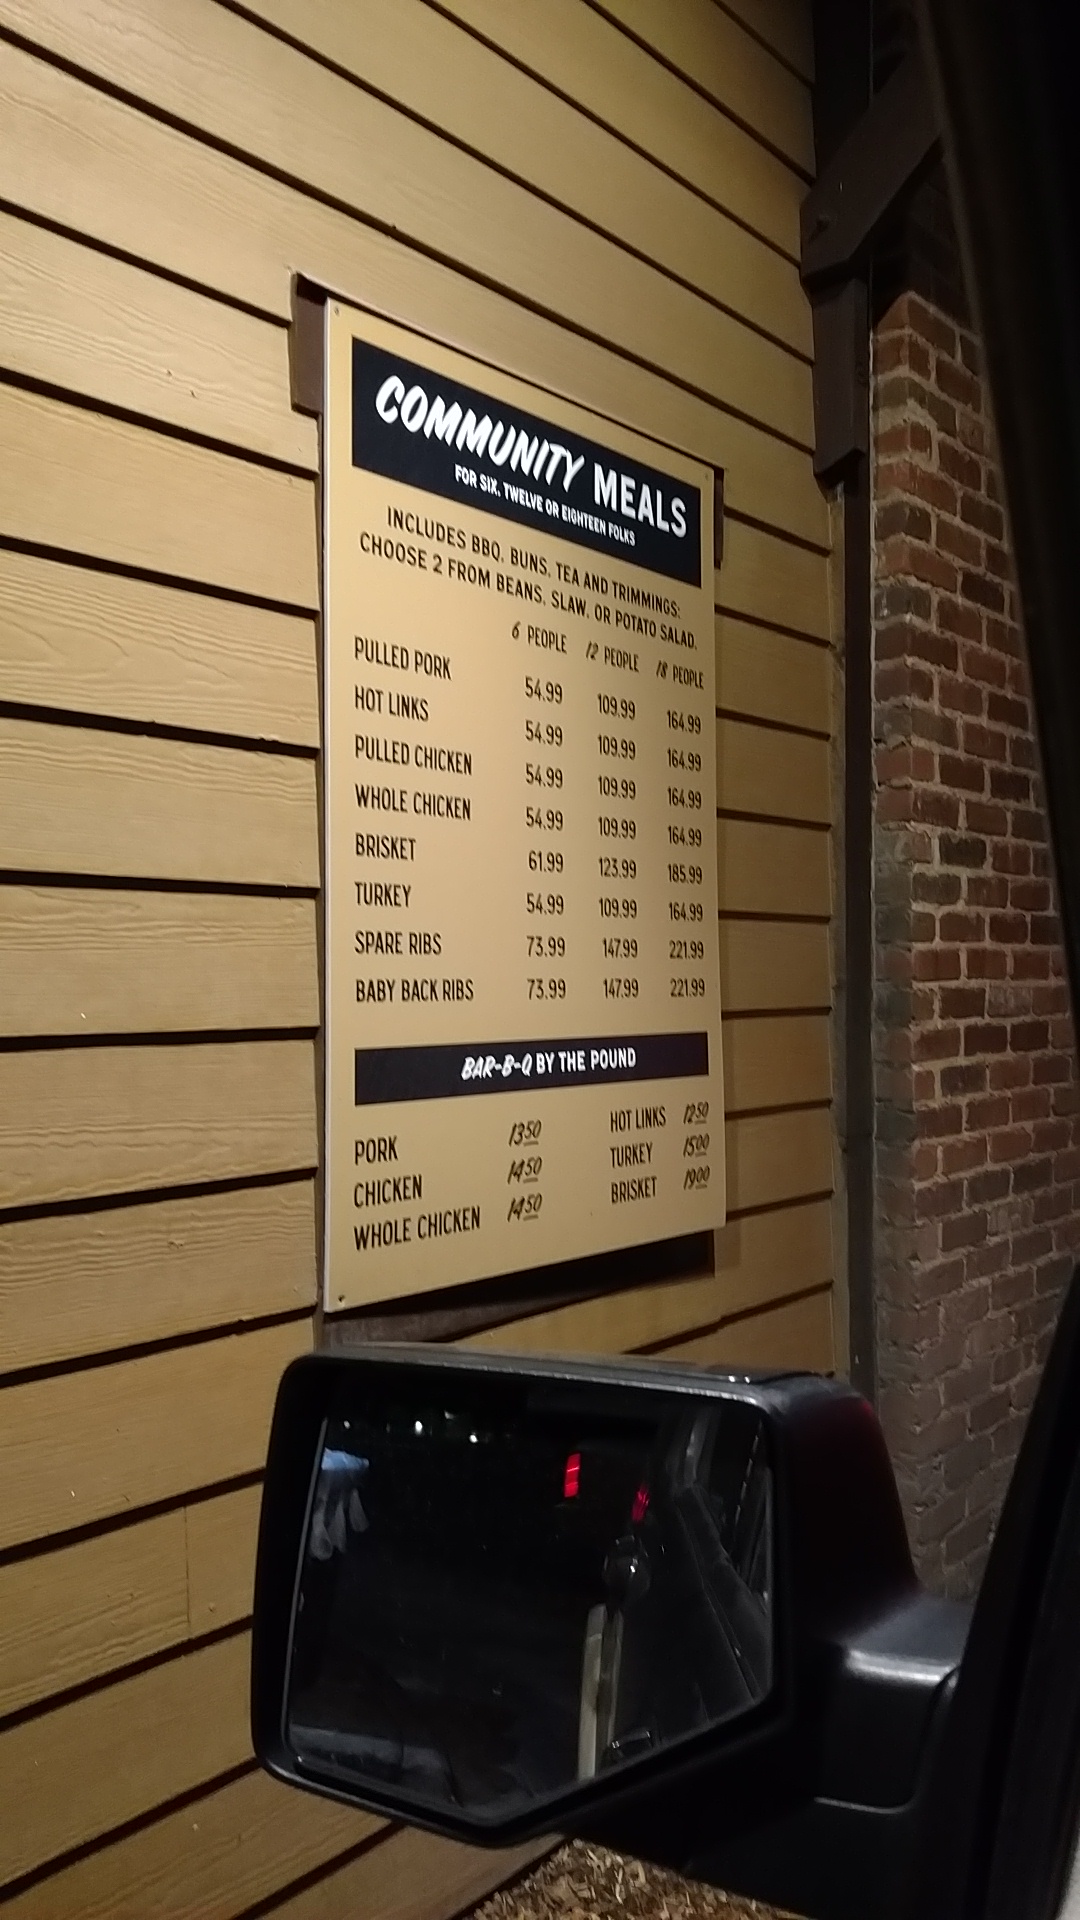 COMMUNITY MEALS
FOR SIX, TWELVE OR EIGHTEEN FOLKS
INCLUDES BBQ, BUNS, TEA AND TRIMMINGS:
CHOOSE 2 FROM BEANS, SLAW, OR POTATO SALAD.
6 PEOPLE 12 PEOPLE 18 PEOPLE
PULLED PORK 54.99 109.99 164.99
HOT LINKS 54.99 109.99 164.99
PULLED CHICKEN 54.99 109.99 164.99
WHOLE CHICKEN 54.99 109.99 164.99
BRISKET 61.99 123.99 185.99
TURKEY 54.99 109.99 164.99
SPARE RIBS 73.99 147.99 221.99
BABY BACK RIBS 73.99 147.99 221.99
BAR-B-Q BY THE POUND
PORK 1350 HOT LINKS 1250
CHICKEN 1450 TURKEY 1500
WHOLE CHICKEN 1450 BRISKET 1900